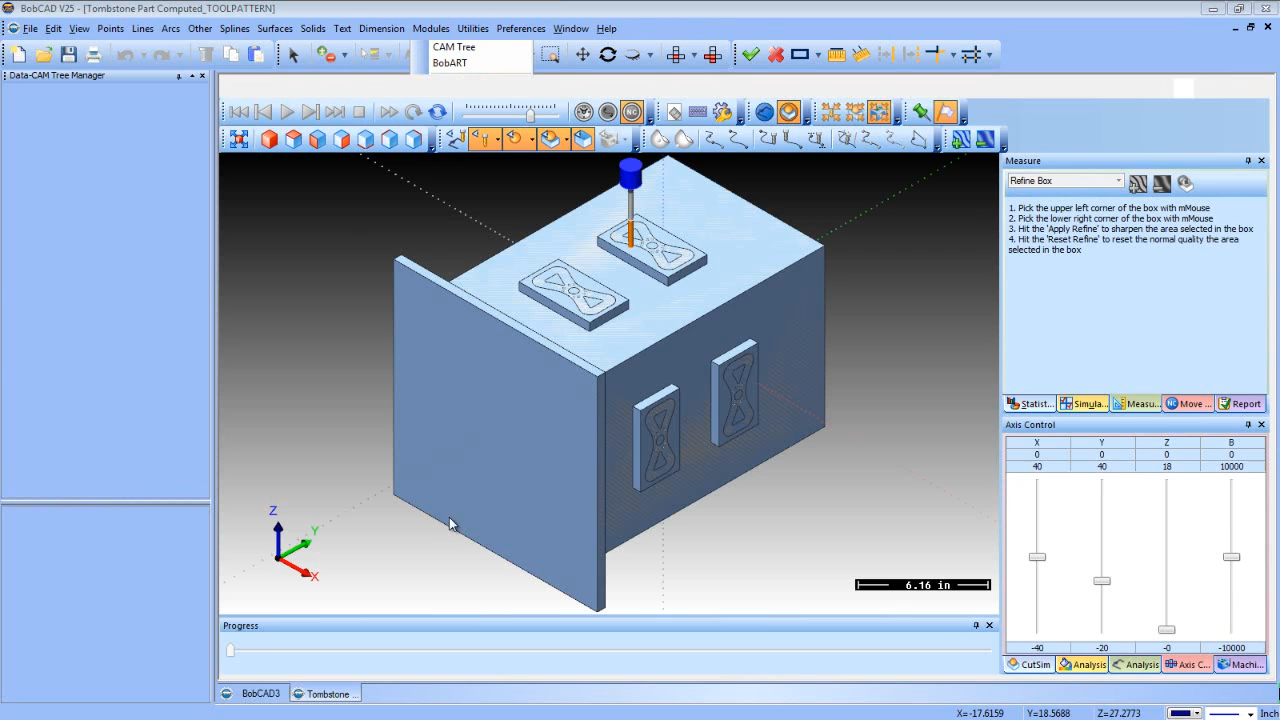 BobCAD V25 - [Tombstone Part Computed_TOOLPATTERN]
File Edit View Points Lines Arcs Other Splines Surfaces Solids Text Dimension Modules Utilities Preferences Window Help
CAM Tree
BobART
Data-CAM Tree Manager
NC
Measure
Refine Box
1. Pick the upper left corner of the box with mMouse
2. Pick the lower right corner of the box with mMouse
3. Hit the 'Apply Refine' to sharpen the area selected in the box
4. Hit the 'Reset Refine' to reset the normal quality the area
selected in the box
Statist... Simula... Measu... NC Move ... Report
Axis Control
X Y Z B
0 0 0 0
40 40 18 10000
-40 -20 -0 -10000
CutSim Analysis Analysis Axis C... Machi...
Z
Y
X
6.16 in
Progress
BobCAD3 Tombstone ...
X= -17.6159 Y=18.5688 Z=27.2773 Inch